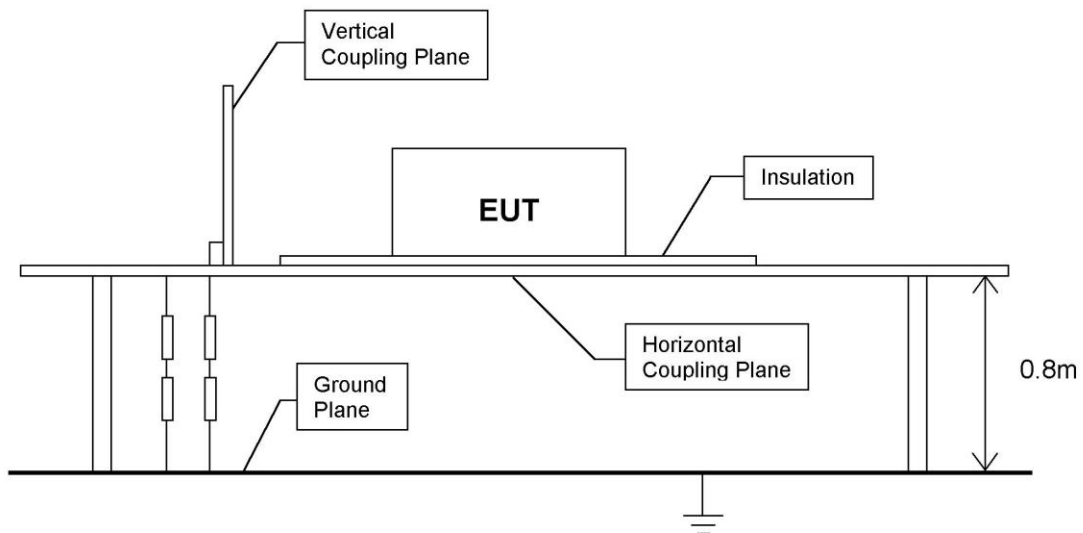 Vertical
Coupling Plane
EUT
Insulation
Horizontal
Coupling Plane
Ground
Plane
0.8m